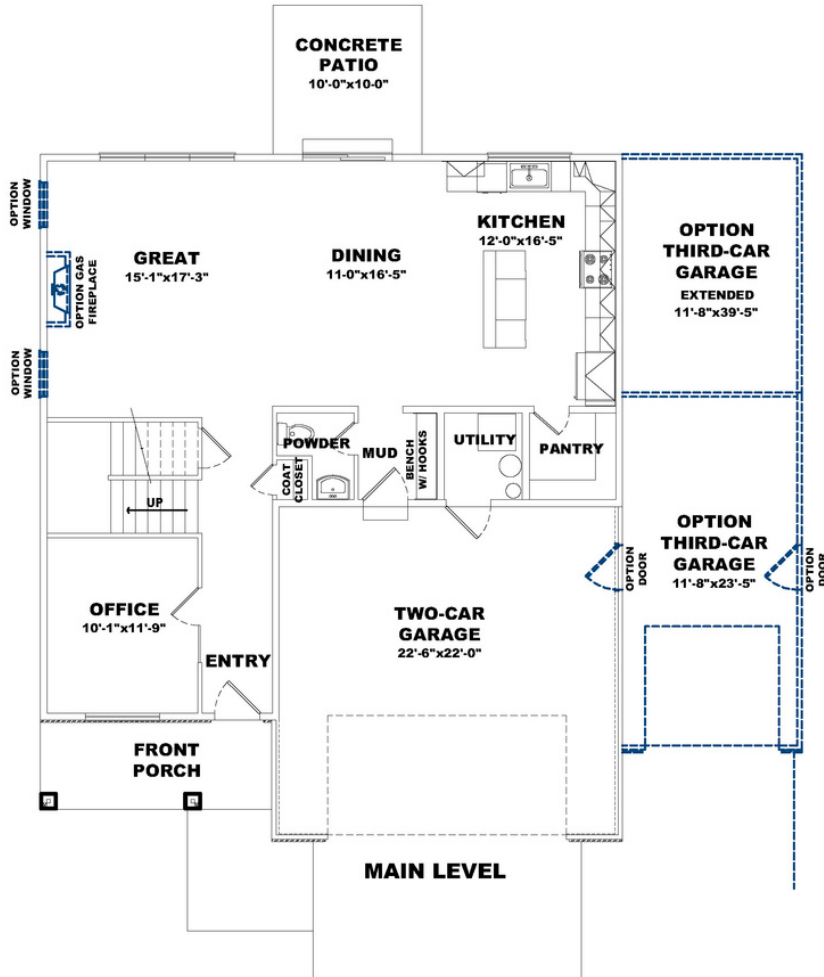 CONCRETE
PATIO
10'-0"x10-0"
OPTION
WINDOW
GREAT
15'-1"x17'-3"
DINING
11-0"x16'-5"
KITCHEN
12'-0"x16'-5"
OPTION
THIRD-CAR
GARAGE
EXTENDED
11'-8"x39'-5"
OPTION GAS
FIREPLACE
OPTION
WINDOW
POWDER
MUD
BENCH
W/ HOOKS
UTILITY
PANTRY
COAT
CLOSET
UP
OPTION
THIRD-CAR
GARAGE
11'-8"x23'-5"
OPTION
DOOR
OPTION
DOOR
OFFICE
10'-1"x11'-9"
TWO-CAR
GARAGE
22'-6"x22'-0"
ENTRY
FRONT
PORCH
MAIN LEVEL